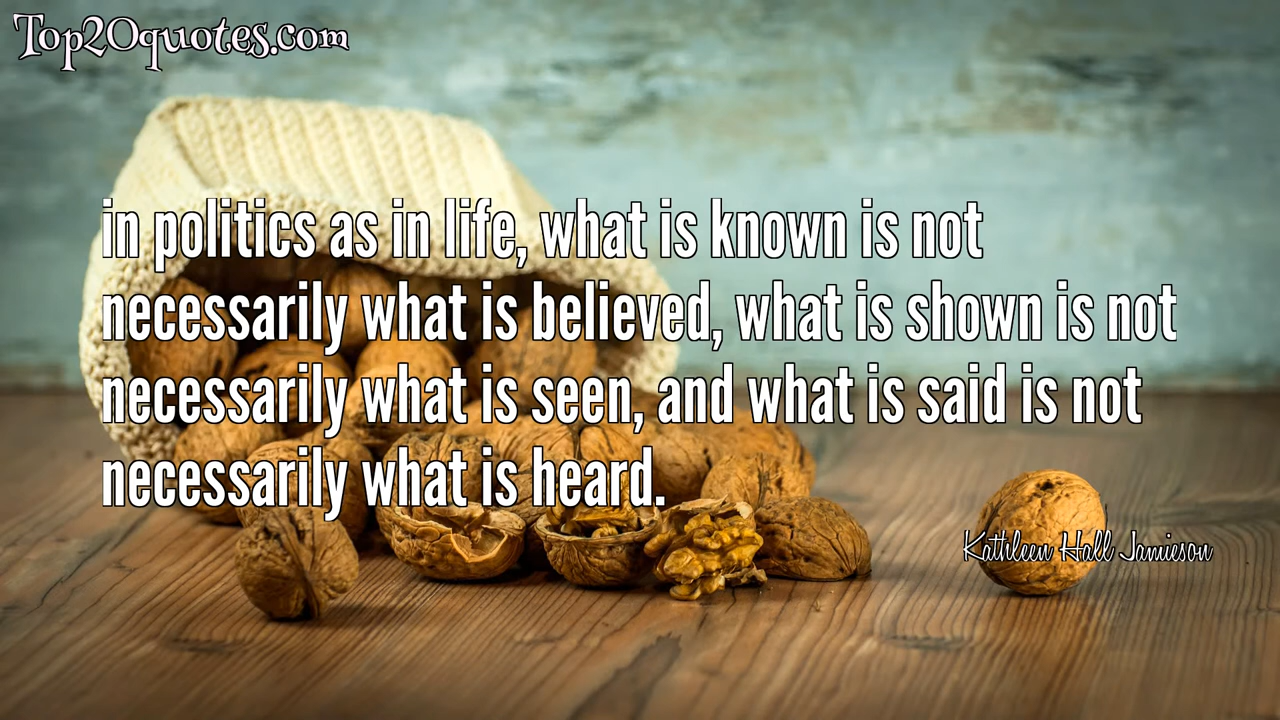 Top20quotes.com
in politics as in life, what is known is not
necessarily what is believed, what is shown is not
necessarily what is seen, and what is said is not
necessarily what is heard.
Kathleen Hall Jamieson